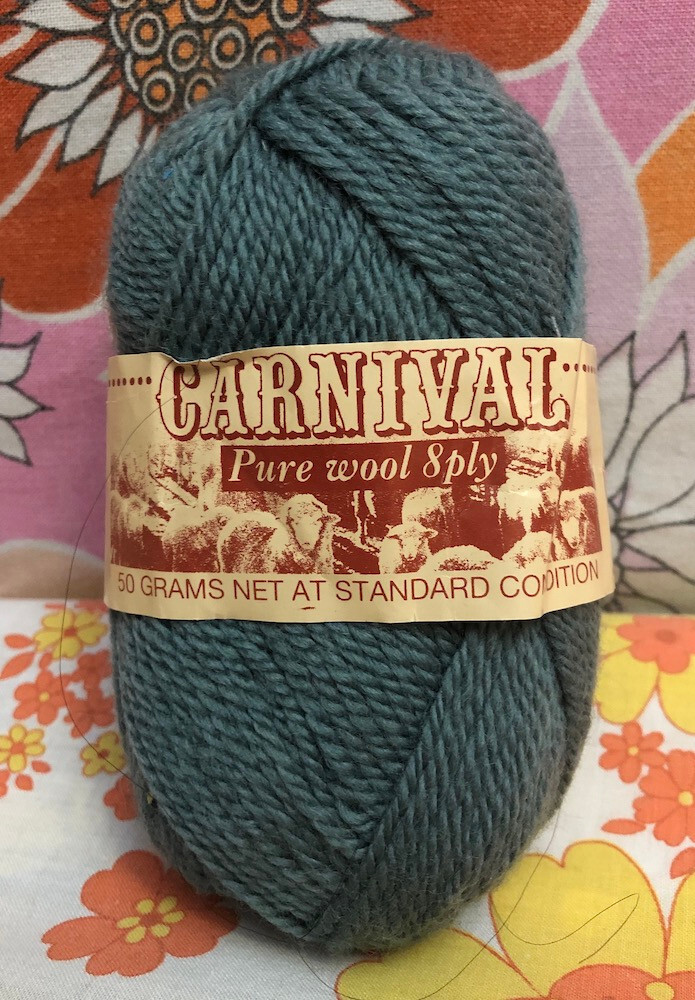 CARNIVAL
Pure wool 8ply
50 GRAMS NET AT STANDARD CONDITION